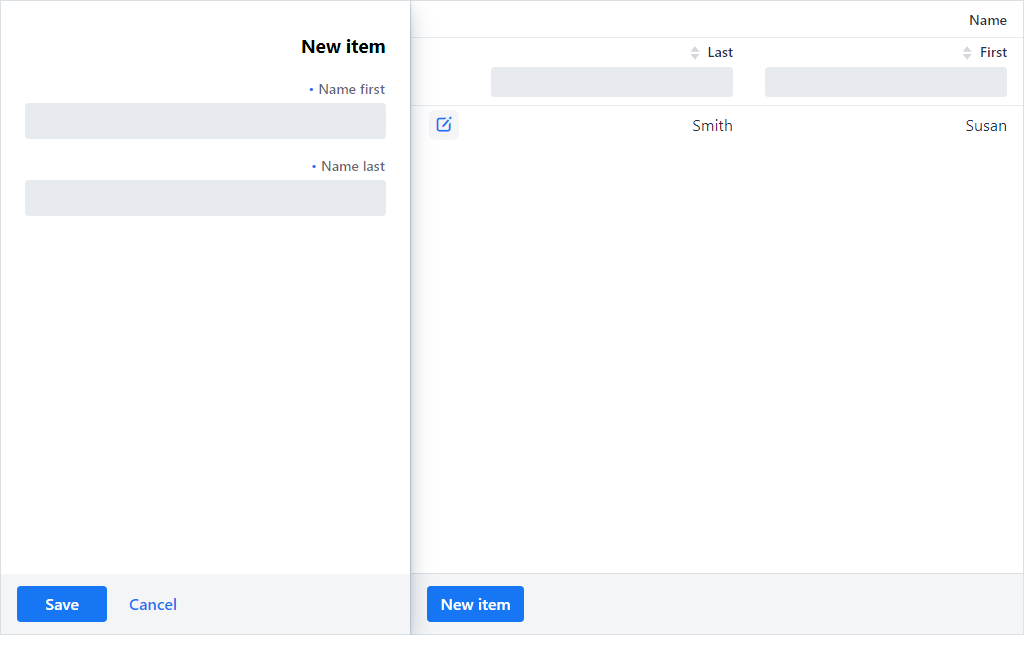 New item
• Name first
• Name last
Save
Cancel
Name
Last
First
Smith
Susan
New item